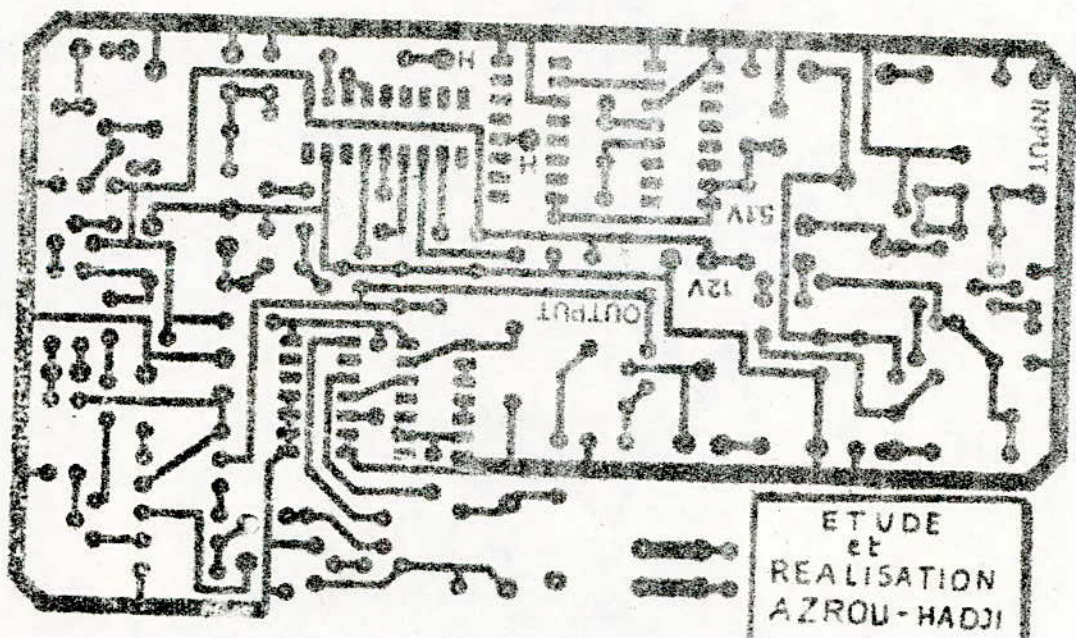 H
H
INPUT
5.1V
12V
OUTPUT
ETUDE
et
REALISATION
AZROU-HADJI